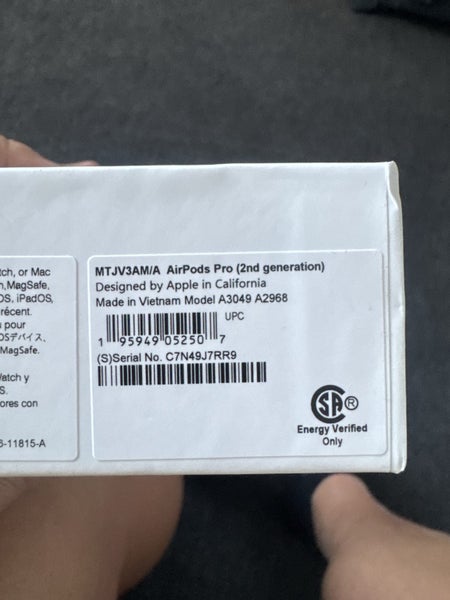 tch, or Mac
n,MagSafe,
OS, iPadOS,
récent.
u pour
OSデバイス、
MagSafe.
Watch y
S.
ores con
6-11815-A
MTJV3AM/A AirPods Pro (2nd generation)
Designed by Apple in California
Made in Vietnam Model A3049 A2968
UPC
1 95949 05250 7
(S)Serial No. C7N49J7RR9
SA ®
Energy Verified
Only